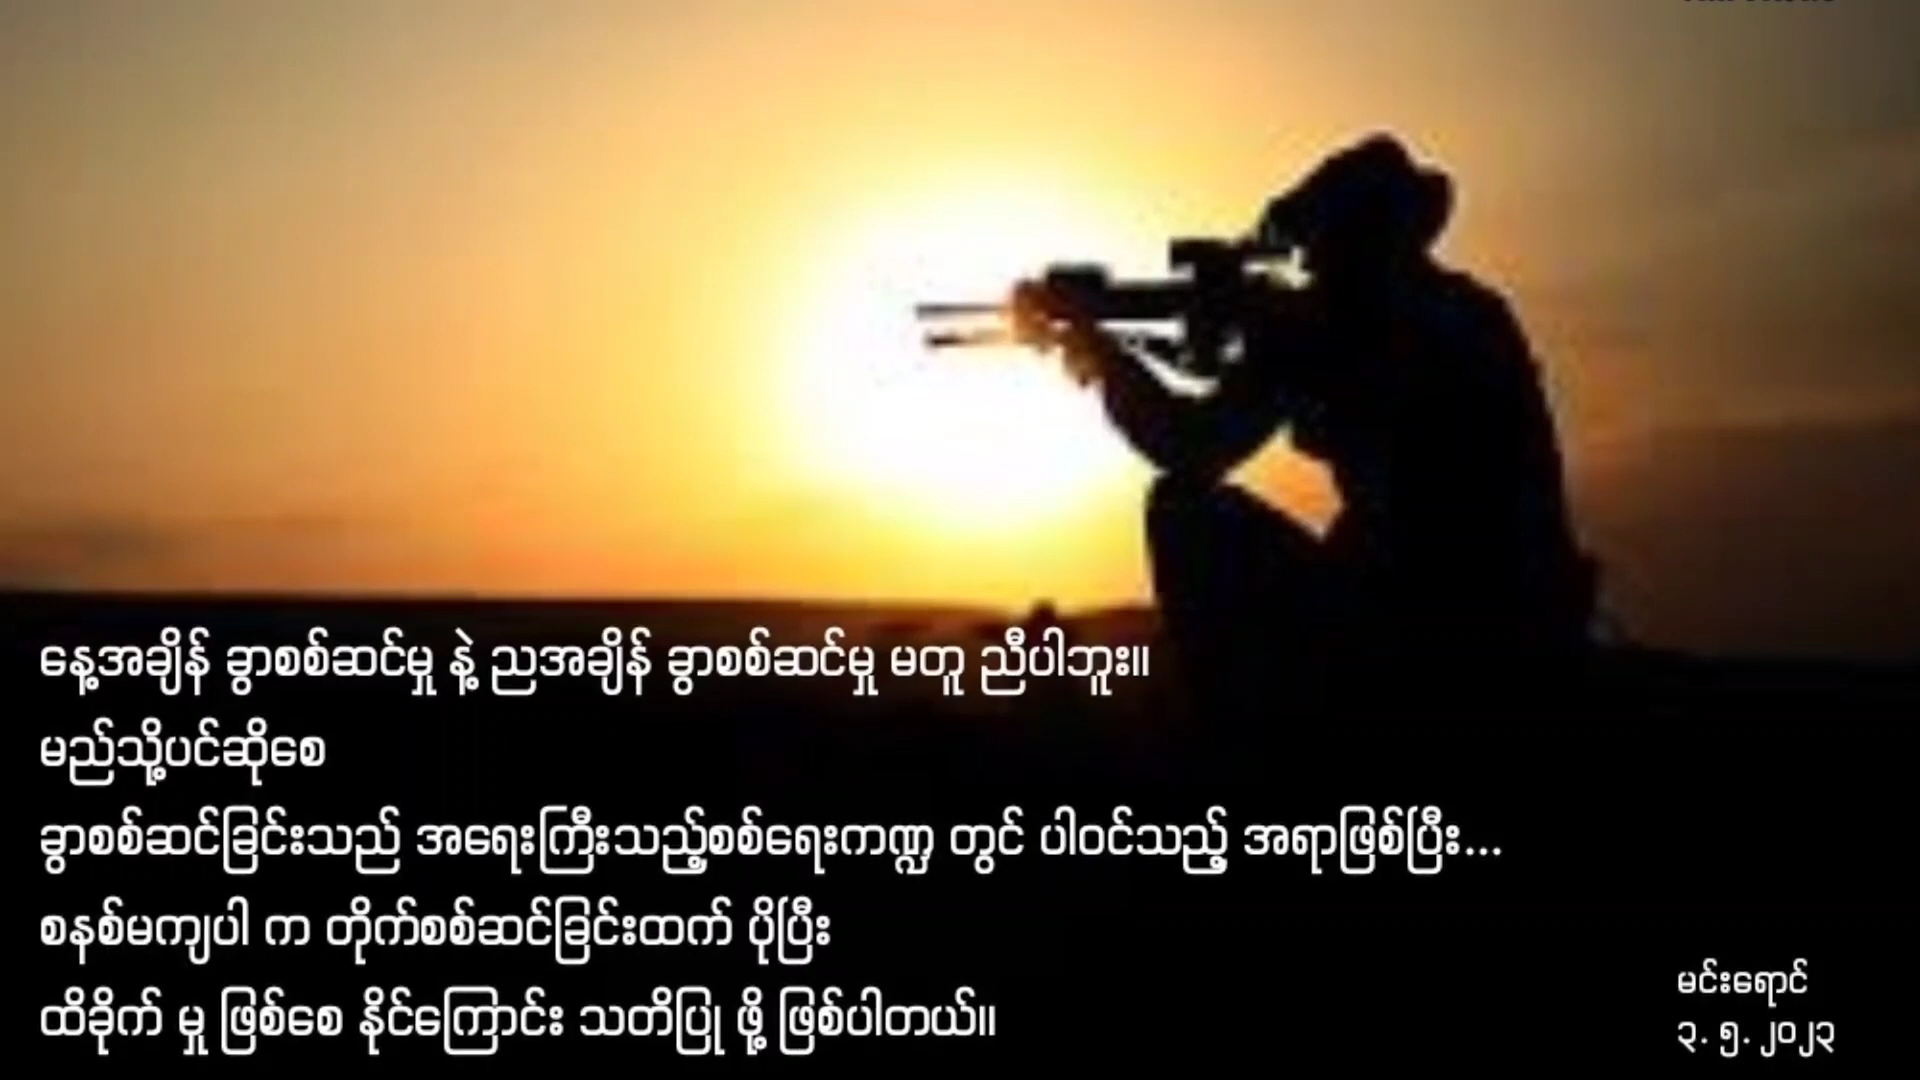 နေ့အချိန် ခွာစစ်ဆင်မှု နဲ့ ညအချိန် ခွာစစ်ဆင်မှု မတူ ညီပါဘူး။
မည်သို့ပင်ဆိုစေ
ခွာစစ်ဆင်ခြင်းသည် အရေးကြီးသည့်စစ်ရေးကဏ္ဍ တွင် ပါဝင်သည့် အရာဖြစ်ပြီး...
စနစ်မကျပါ က တိုက်စစ်ဆင်ခြင်းထက် ပိုပြီး
ထိခိုက် မှု ဖြစ်စေ နိုင်ကြောင်း သတိပြု ဖို့ ဖြစ်ပါတယ်။
မင်းရောင်
၃. ၅. ၂၀၂၃